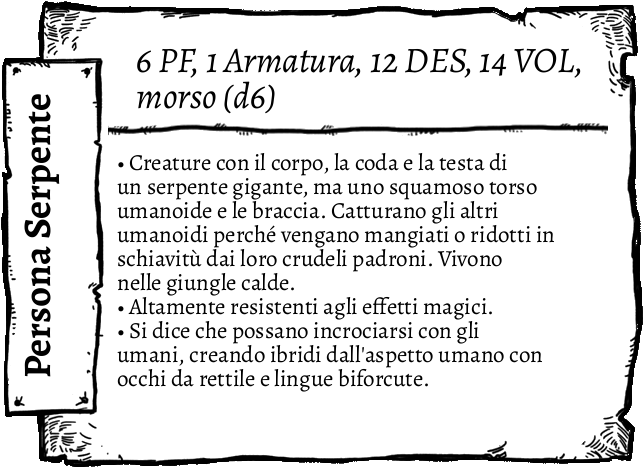 Persona Serpente
6 PF, 1 Armatura, 12 DES, 14 VOL,
morso (d6)
• Creature con il corpo, la coda e la testa di
un serpente gigante, ma uno squamoso torso
umanoide e le braccia. Catturano gli altri
umanoidi perché vengano mangiati o ridotti in
schiavitù dai loro crudeli padroni. Vivono
nelle giungle calde.
• Altamente resistenti agli effetti magici.
• Si dice che possano incrociarsi con gli
umani, creando ibridi dall'aspetto umano con
occhi da rettile e lingue biforcute.